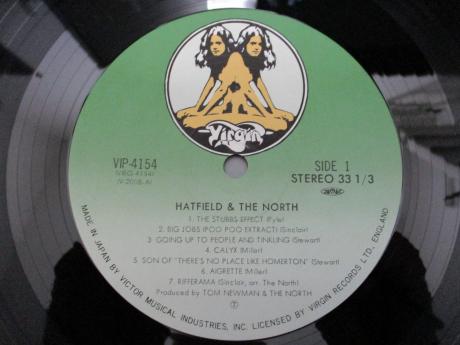 Virgin
VIP-4154
(VIEG-4154)
(V-2008-A)
SIDE 1
STEREO 33 1/3
HATFIELD & THE NORTH
1. THE STUBBS EFFECT (Pyle)
2. BIG JOBS (POO POO EXTRACT) (Sinclair)
3 GOING UP TO PEOPLE AND TINKLING (Stewart)
4. CALYX (Miller)
5. SON OF "THERE'S NO PLACE LIKE HOMERTON" (Stewart)
6. AIGRETTE (Miller)
7. RIFFERAMA (Sinclair, arr. The North)
Produced by TOM NEWMAN & THE NORTH
Ⓟ
MADE IN JAPAN BY VICTOR MUSICAL INDUSTRIES, INC. LICENSED BY VIRGIN RECORDS LTD. ENGLAND